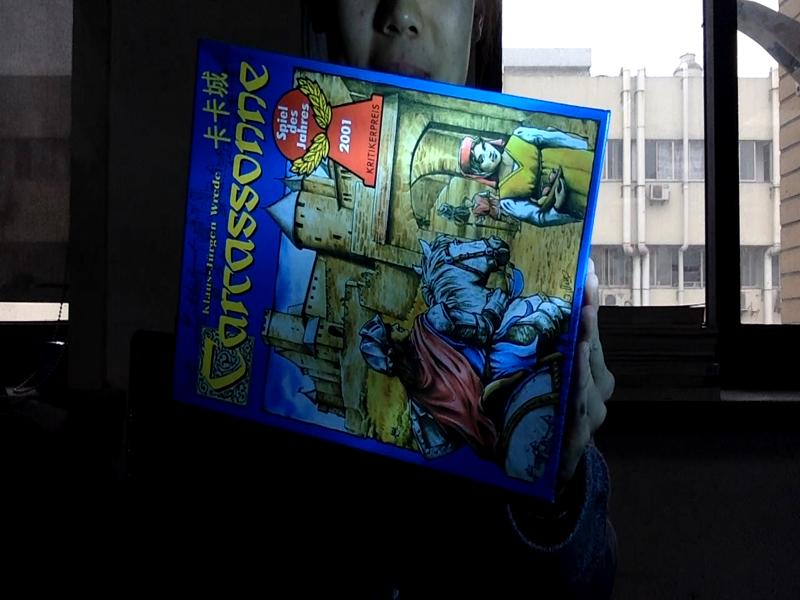 Klaus-Jürgen Wrede
卡卡城
Carcassonne
Spiel
des
Jahres
2001
KRITIKERPREIS